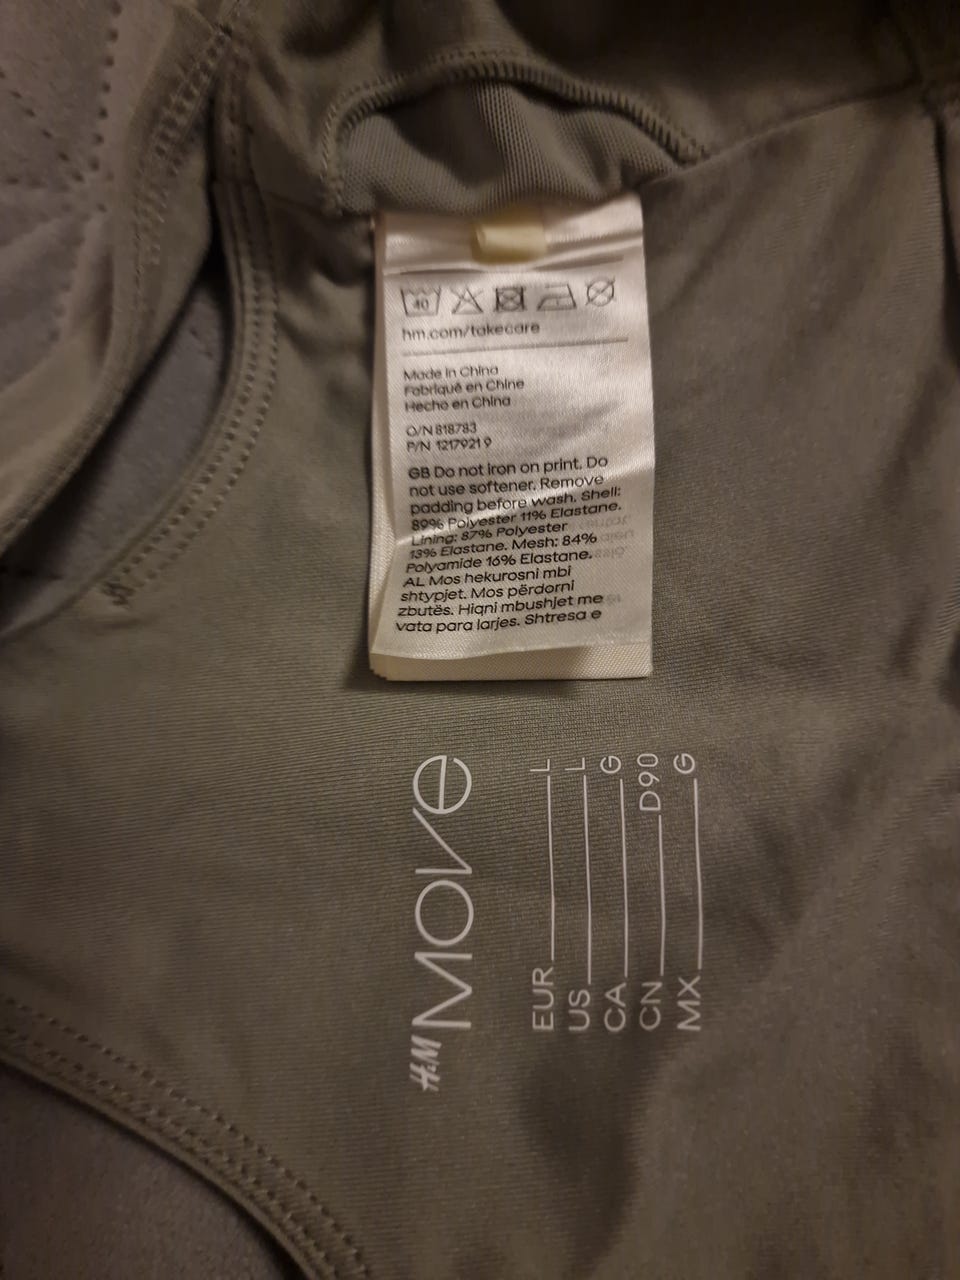 40
hm.com/takecare
Made in China
Fabriqué en Chine
Hecho en China
O/N 818783
P/N 1217921 9
GB Do not iron on print. Do
not use softener. Remove
padding before wash. Shell:
89% Polyester 11% Elastane.
Lining: 87% Polyester
13% Elastane. Mesh: 84%
Polyamide 16% Elastane.
AL Mos hekurosni mbi
shtypjet. Mos përdorni
zbutës. Hiqni mbushjet me
vata para larjes. Shtresa e
H&M MOVE
EUR L
US L
CA G
CN D90
MX G